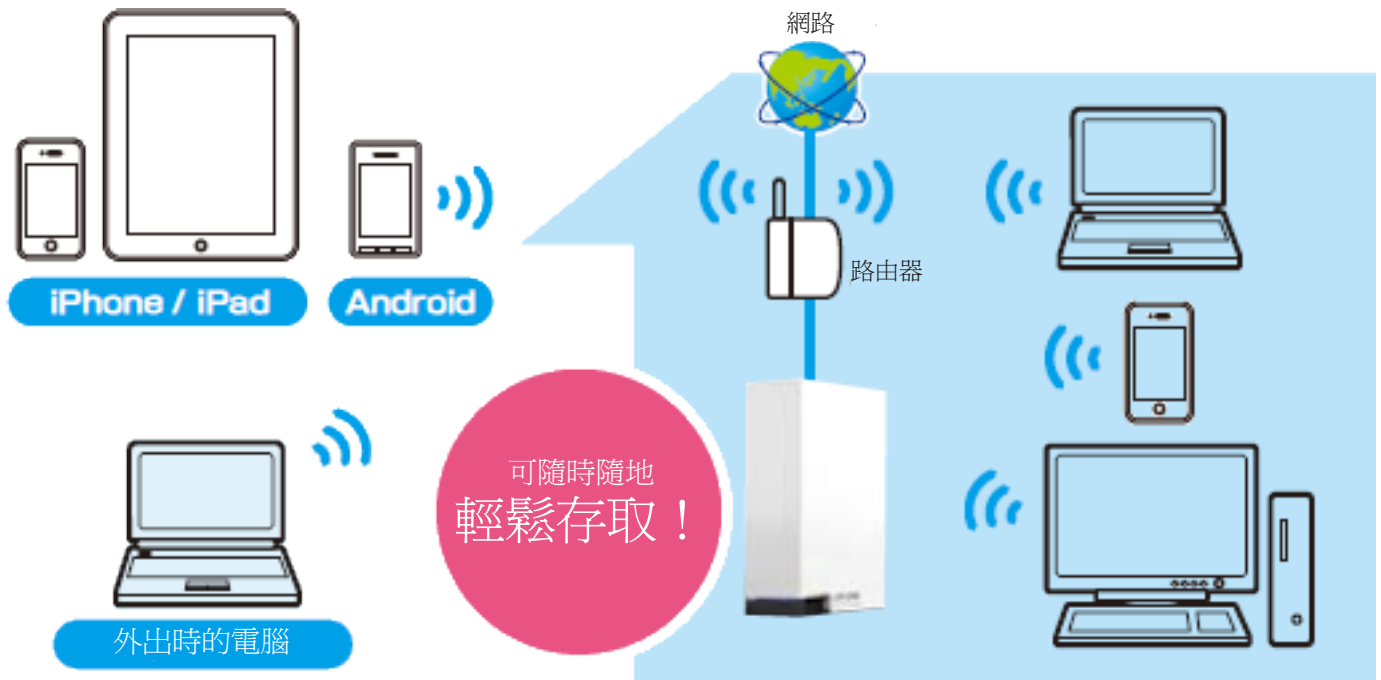 網路
路由器
iPhone / iPad
Android
可隨時隨地
輕鬆存取！
外出時的電腦